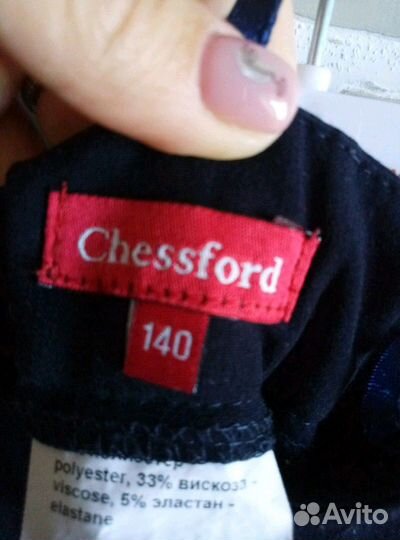 Chessford
140
polyester, 33% вискоза -
viscose, 5% эластан -
elastane
Avito